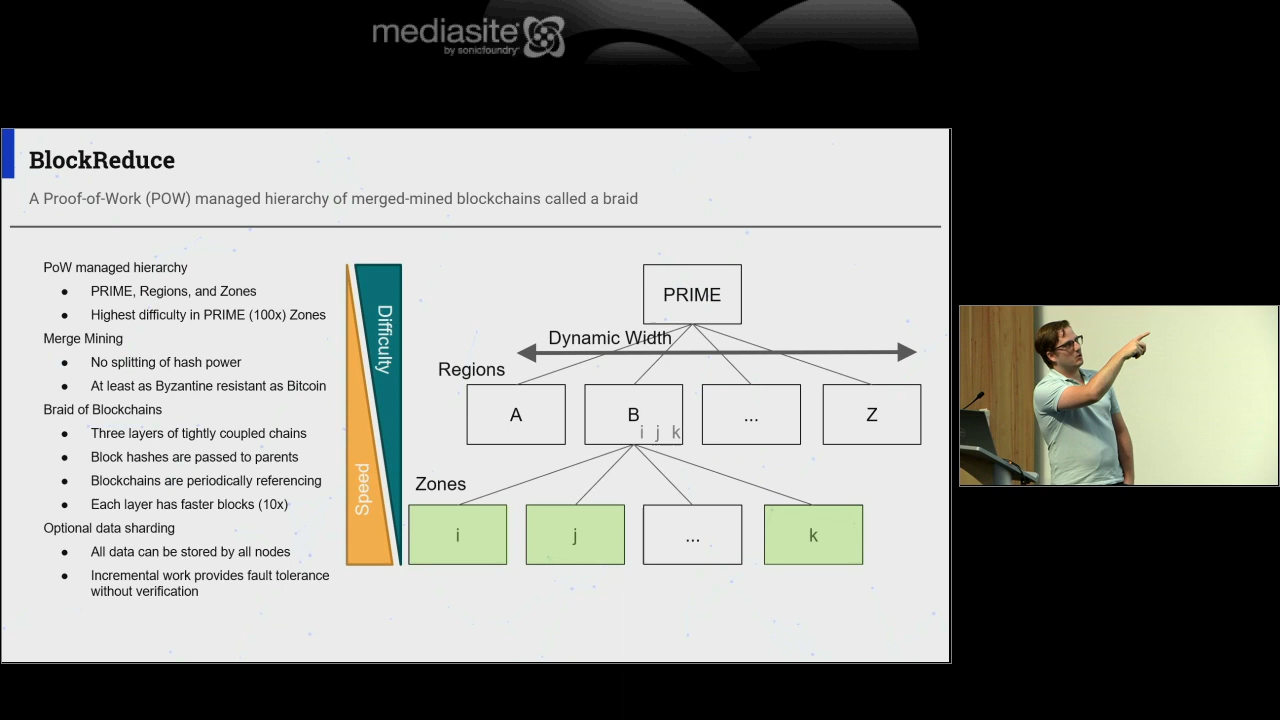 mediasite
by sonicfoundry
BlockReduce
A Proof-of-Work (POW) managed hierarchy of merged-mined blockchains called a braid
PoW managed hierarchy
● PRIME, Regions, and Zones
● Highest difficulty in PRIME (100x) Zones
Merge Mining
● No splitting of hash power
● At least as Byzantine resistant as Bitcoin
Braid of Blockchains
● Three layers of tightly coupled chains
● Block hashes are passed to parents
● Blockchains are periodically referencing
● Each layer has faster blocks (10x)
Optional data sharding
● All data can be stored by all nodes
● Incremental work provides fault tolerance
without verification
Difficulty
Speed
PRIME
Dynamic Width
Regions
A
B
i j k
...
Z
Zones
i
j
...
k